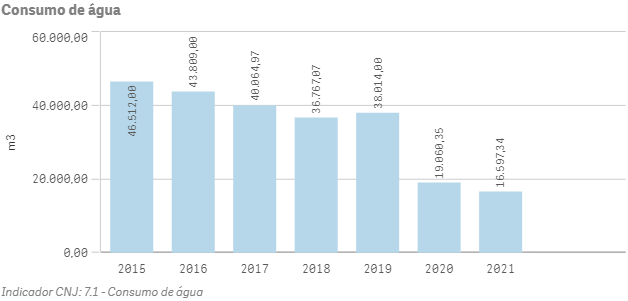 Consumo de água
60.000,00
40.000,00
20.000,00
0,00
m3
46.512,00
43.809,00
40.064,97
36.767,07
38.014,00
19.060,35
16.597,34
2015 2016 2017 2018 2019 2020 2021
Indicador CNJ: 7.1 - Consumo de água